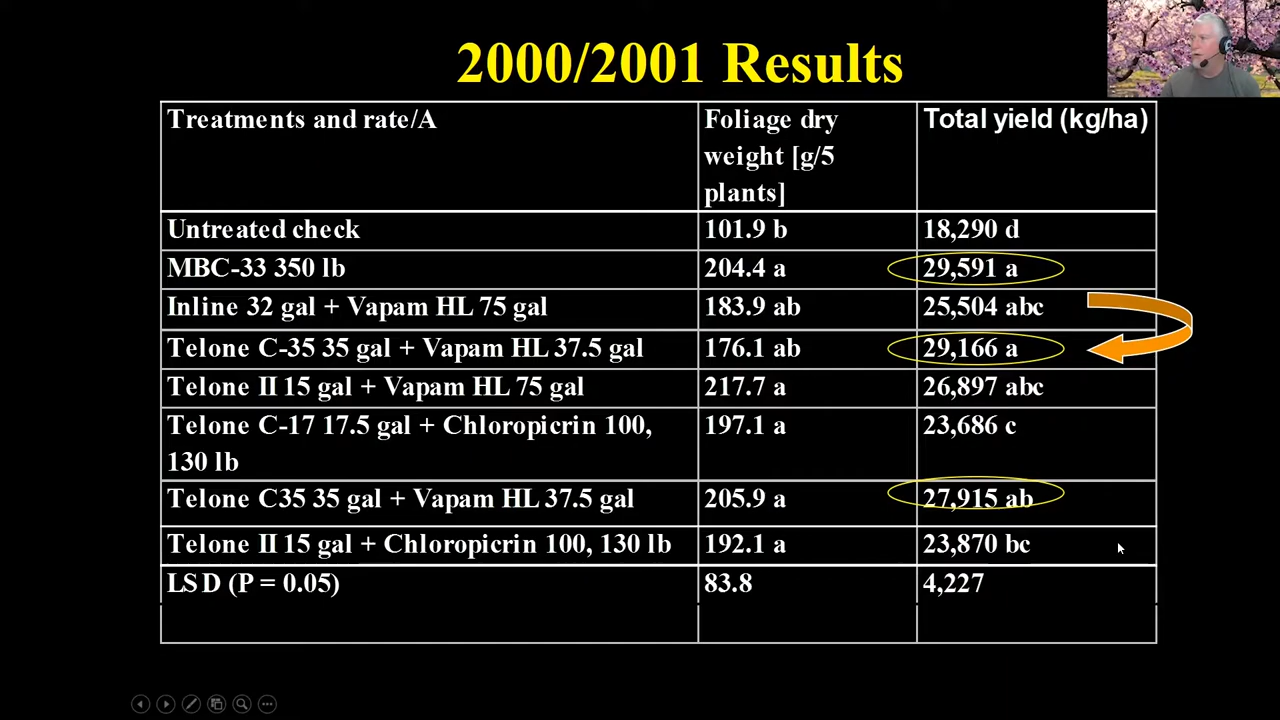 2000/2001 Results
Treatments and rate/A
Foliage dry
weight [g/5
plants]
Total yield (kg/ha)
Untreated check
101.9 b
18,290 d
MBC-33 350 lb
204.4 a
29,591 a
Inline 32 gal + Vapam HL 75 gal
183.9 ab
25,504 abc
Telone C-35 35 gal + Vapam HL 37.5 gal
176.1 ab
29,166 a
Telone II 15 gal + Vapam HL 75 gal
217.7 a
26,897 abc
Telone C-17 17.5 gal + Chloropicrin 100,
130 lb
197.1 a
23,686 c
Telone C35 35 gal + Vapam HL 37.5 gal
205.9 a
27,915 ab
Telone II 15 gal + Chloropicrin 100, 130 lb
192.1 a
23,870 bc
LSD (P = 0.05)
83.8
4,227